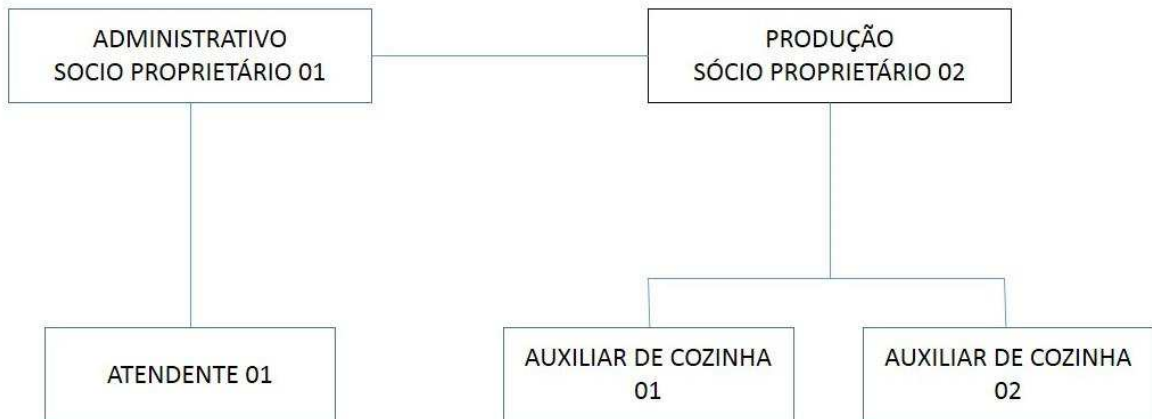 ADMINISTRATIVO
SOCIO PROPRIETÁRIO 01
PRODUÇÃO
SÓCIO PROPRIETÁRIO 02
ATENDENTE 01
AUXILIAR DE COZINHA
01
AUXILIAR DE COZINHA
02